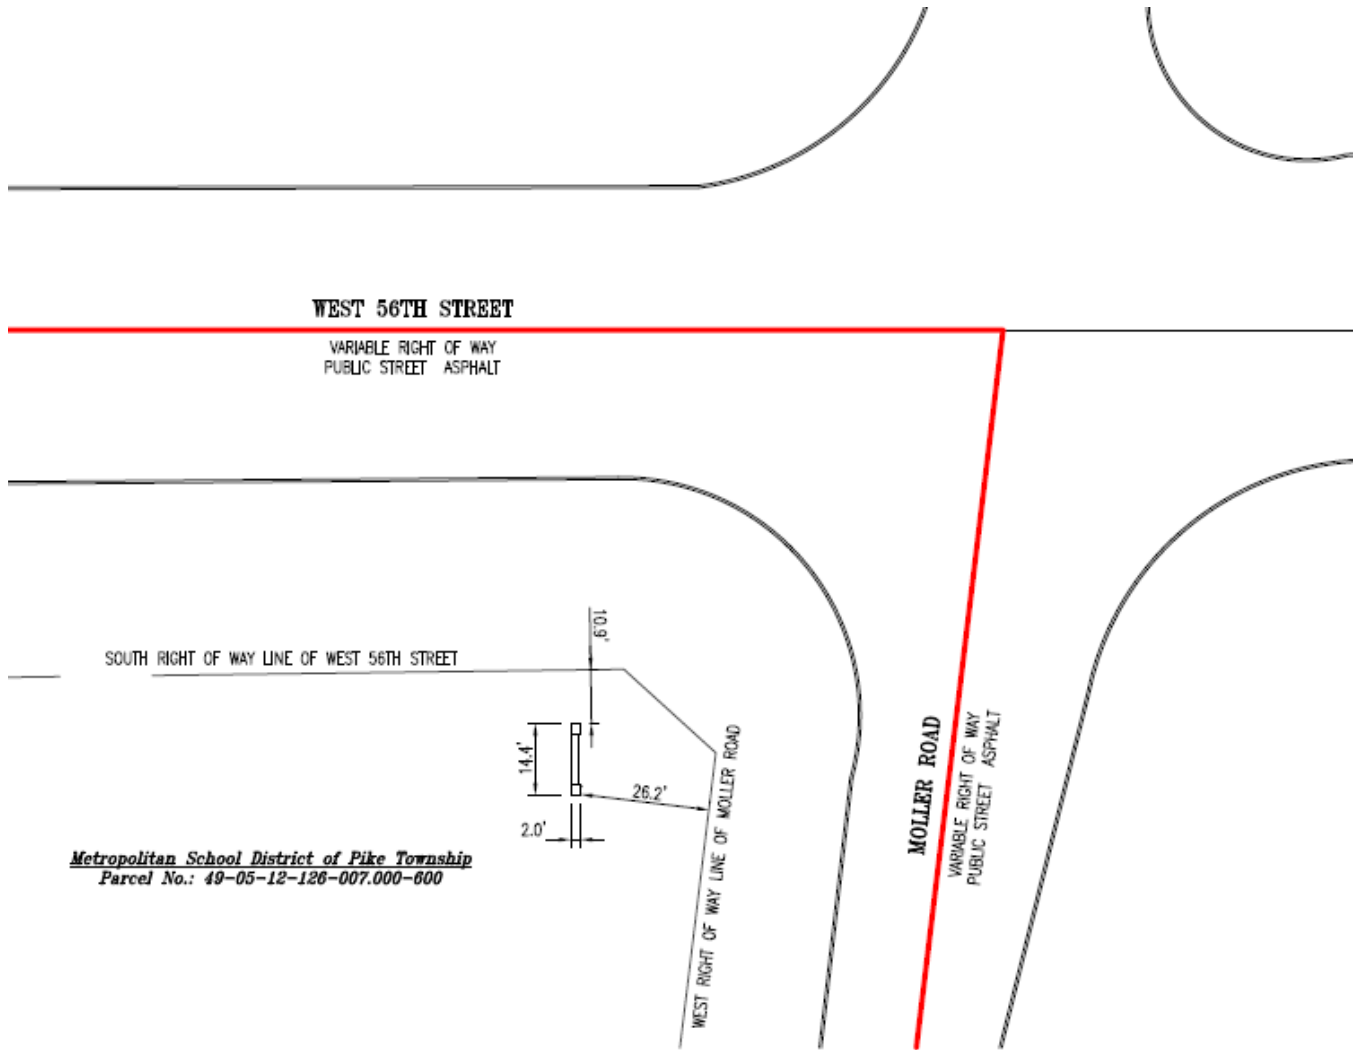 WEST 56TH STREET
VARIABLE RIGHT OF WAY
PUBLIC STREET ASPHALT
10.9'
SOUTH RIGHT OF WAY LINE OF WEST 56TH STREET
14.4'
26.2'
2.0'
WEST RIGHT OF WAY LINE OF MOLLER ROAD
MOLLER ROAD
VARIABLE RIGHT OF WAY
PUBLIC STREET ASPHALT
Metropolitan School District of Pike Township
Parcel No.: 49-05-12-126-007.000-600